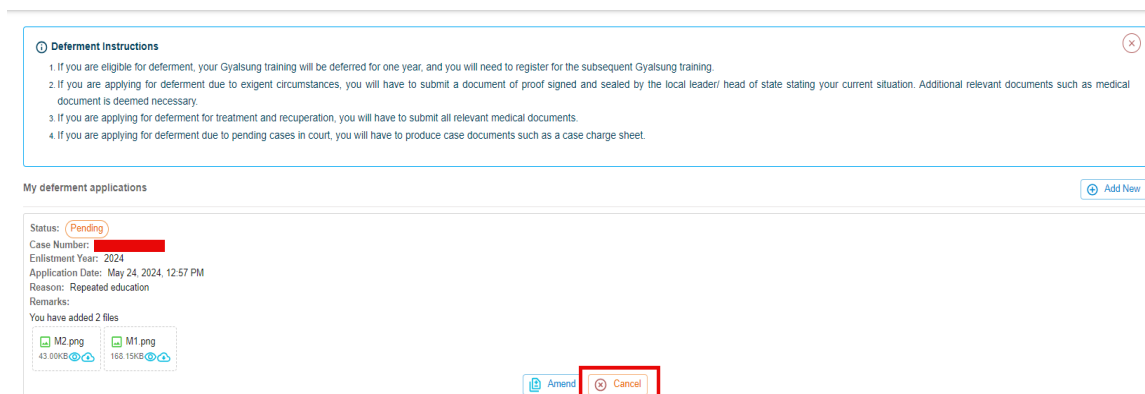 Deferment Instructions
1. If you are eligible for deferment, your Gyalsung training will be deferred for one year, and you will need to register for the subsequent Gyalsung training.
2. If you are applying for deferment due to exigent circumstances, you will have to submit a document of proof signed and sealed by the local leader/ head of state stating your current situation. Additional relevant documents such as medical
document is deemed necessary.
3. If you are applying for deferment for treatment and recuperation, you will have to submit all relevant medical documents.
4. If you are applying for deferment due to pending cases in court, you will have to produce case documents such as a case charge sheet.
My deferment applications
Add New
Status: Pending
Case Number:
Enlistment Year: 2024
Application Date: May 24, 2024, 12:57 PM
Reason: Repeated education
Remarks:
You have added 2 files
M2.png
43.00KB
M1.png
168.15KB
Amend
Cancel